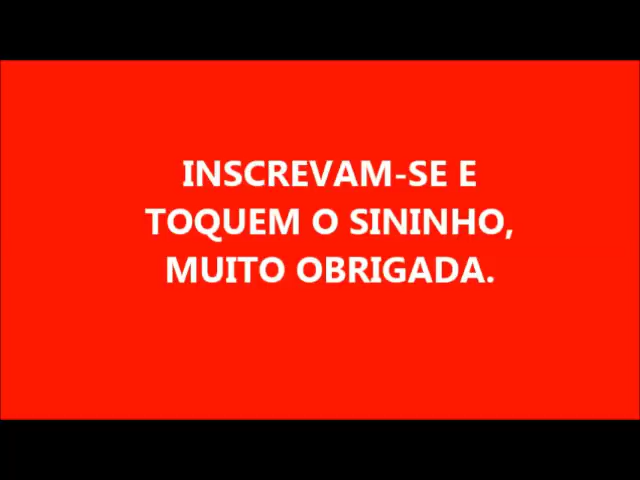 INSCREVAM-SE E
TOQUEM O SININHO,
MUITO OBRIGADA.